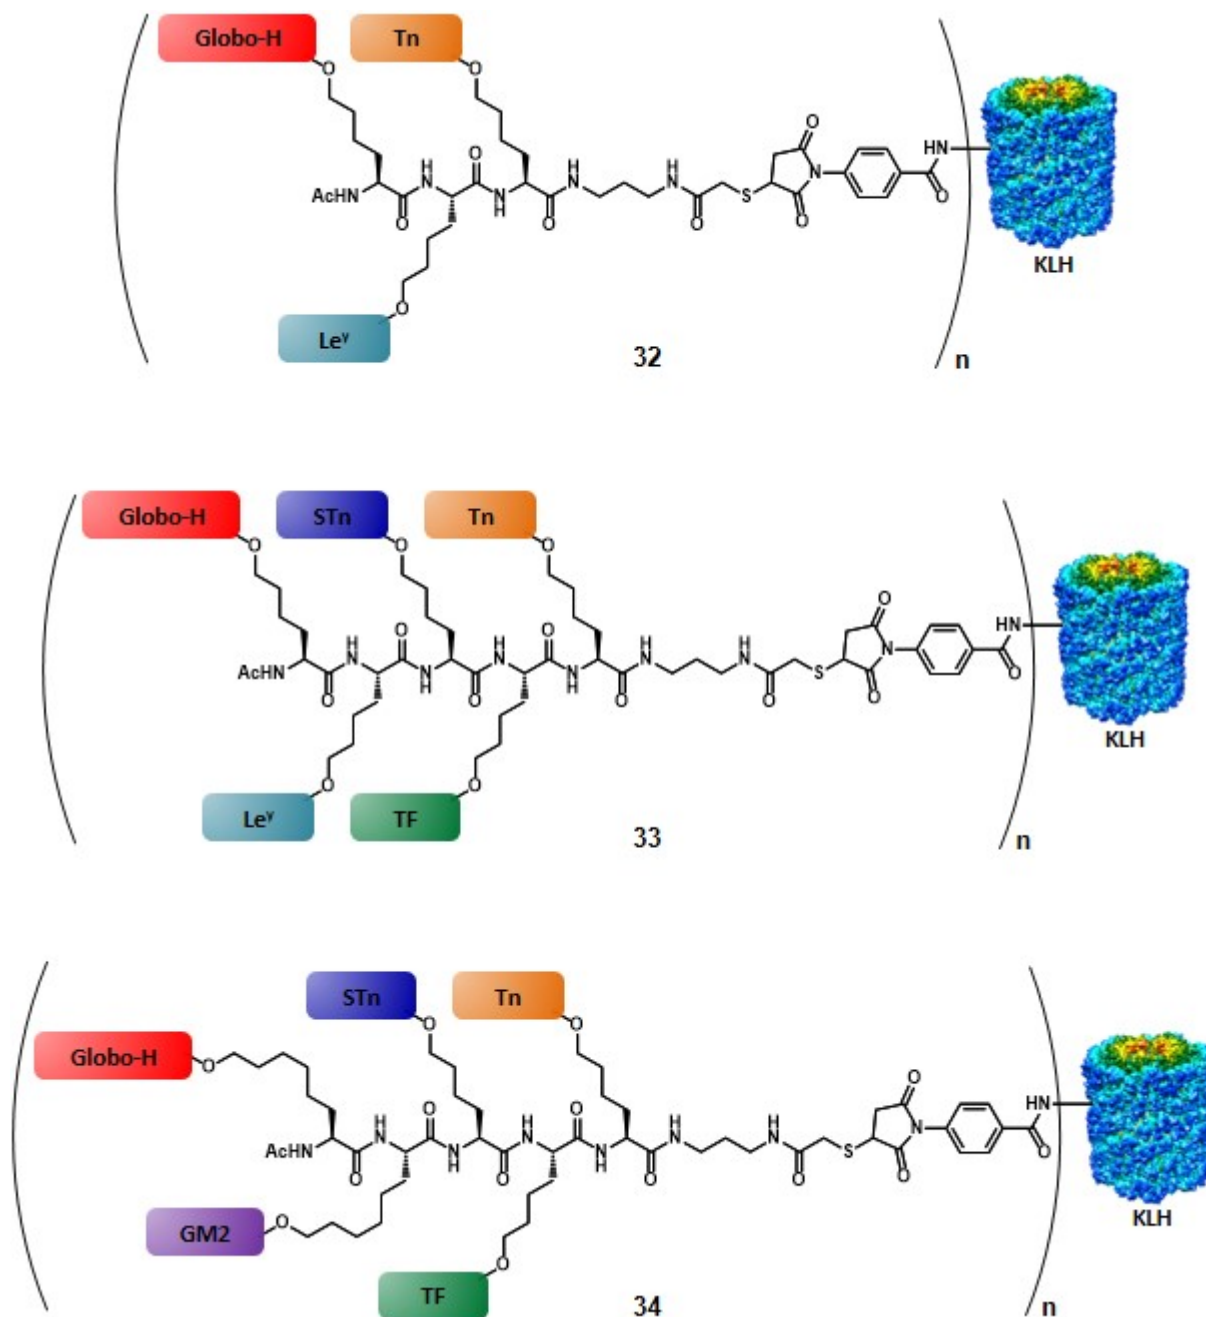 Globo-H Tn
O O
O
H N H N H N O N HN
AcHN N H S O
O O O O O
O KLH
Le^y
32 n
Globo-H STn Tn
O O O
O
H N O H N O H N H N O N HN
AcHN N H N H S O
O O O O O
O O KLH
Le^y TF
33 n
STn Tn
Globo-H O O O
O
H N O H N O H N H N O N HN
AcHN N H N H S O
O O O O O
GM2 O KLH
O
TF
34 n